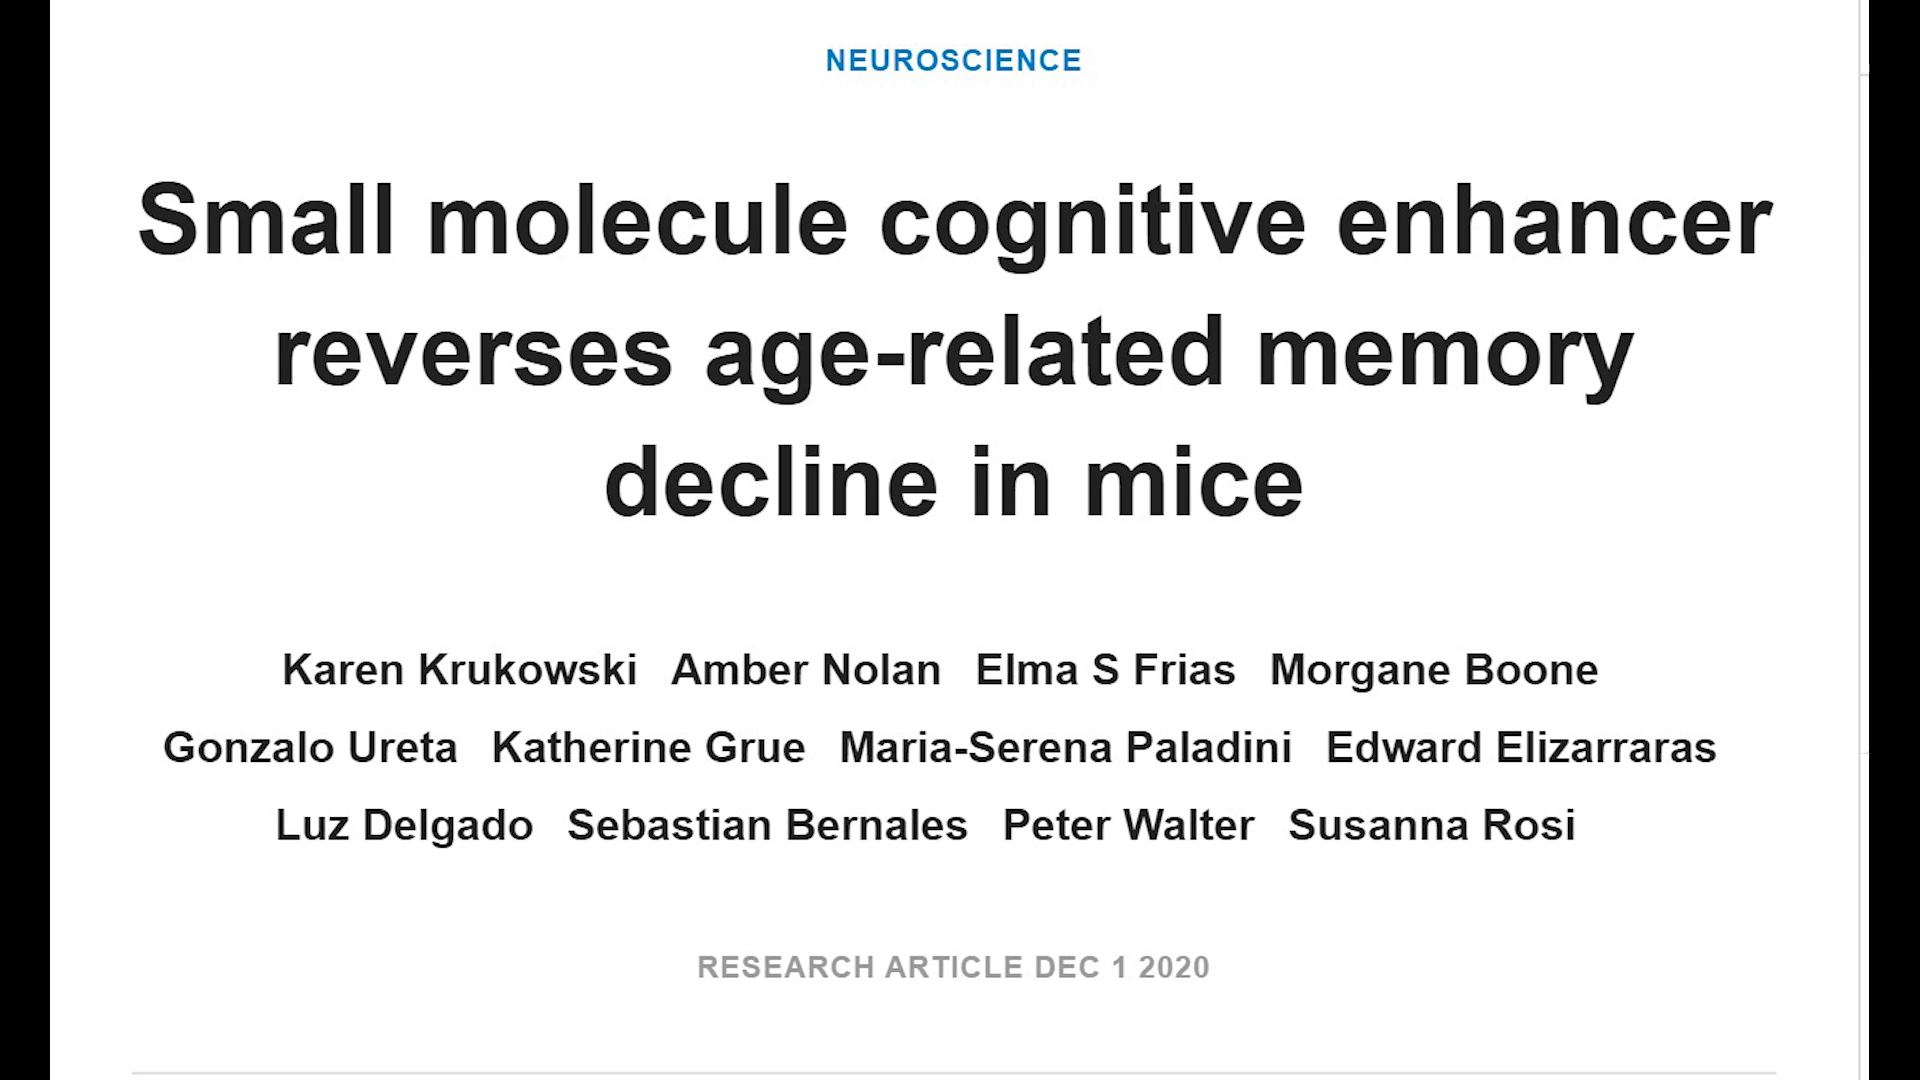 NEUROSCIENCE
Small molecule cognitive enhancer
reverses age-related memory
decline in mice
Karen Krukowski Amber Nolan Elma S Frias Morgane Boone
Gonzalo Ureta Katherine Grue Maria-Serena Paladini Edward Elizarraras
Luz Delgado Sebastian Bernales Peter Walter Susanna Rosi
RESEARCH ARTICLE DEC 1 2020